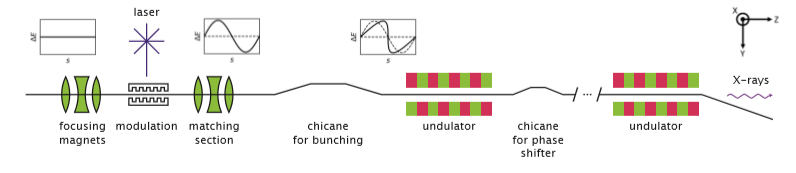 laser
ΔE
s
ΔE
s
ΔE
s
X
Z
Y
X-rays
...
focusing
magnets
modulation
matching
section
chicane
for bunching
undulator
chicane
for phase
shifter
undulator